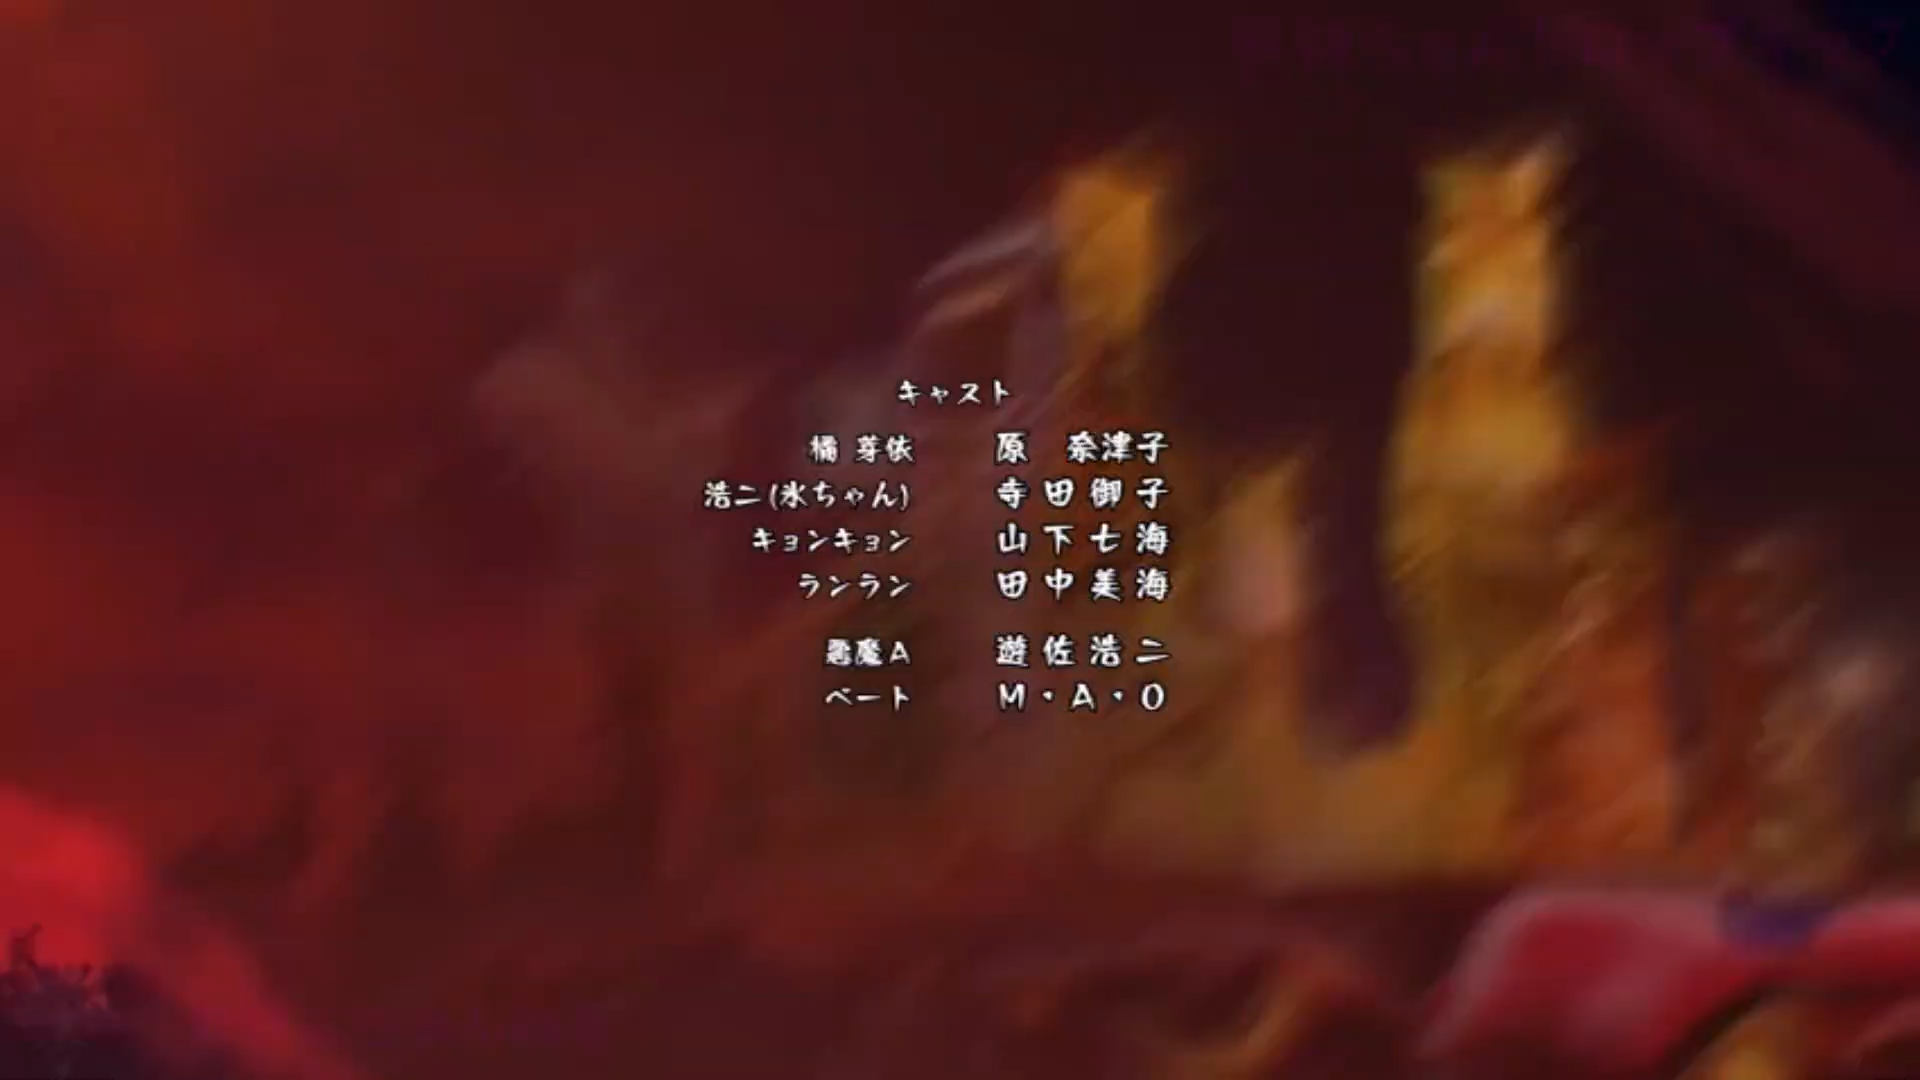 キャスト
橘 芽依 原 奈津子
浩二(氷ちゃん) 寺田御子
キョンキョン 山下七海
ランラン 田中美海
悪魔A 遊佐浩二
ベート M・A・O